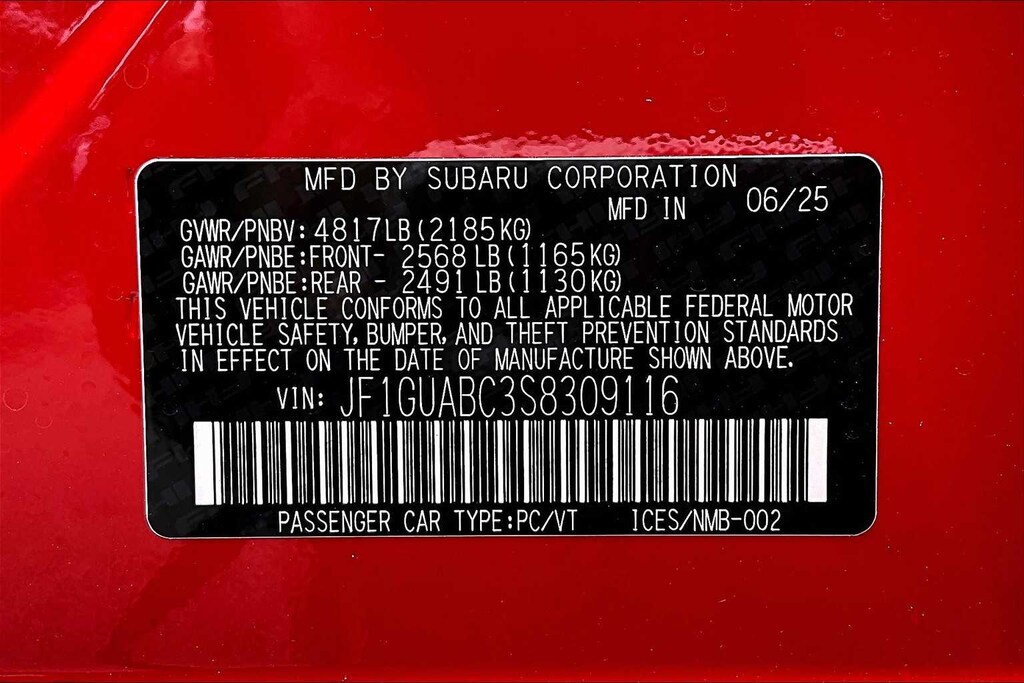 MFD BY SUBARU CORPORATION
MFD IN 06/25
GVWR/PNBV: 4817LB(2185KG)
GAWR/PNBE:FRONT- 2568LB(1165KG)
GAWR/PNBE:REAR - 2491LB(1130KG)
THIS VEHICLE CONFORMS TO ALL APPLICABLE FEDERAL MOTOR
VEHICLE SAFETY, BUMPER, AND THEFT PREVENTION STANDARDS
IN EFFECT ON THE DATE OF MANUFACTURE SHOWN ABOVE.
VIN: JF1GUABC3S8309116
PASSENGER CAR TYPE:PC/VT ICES/NMB-002